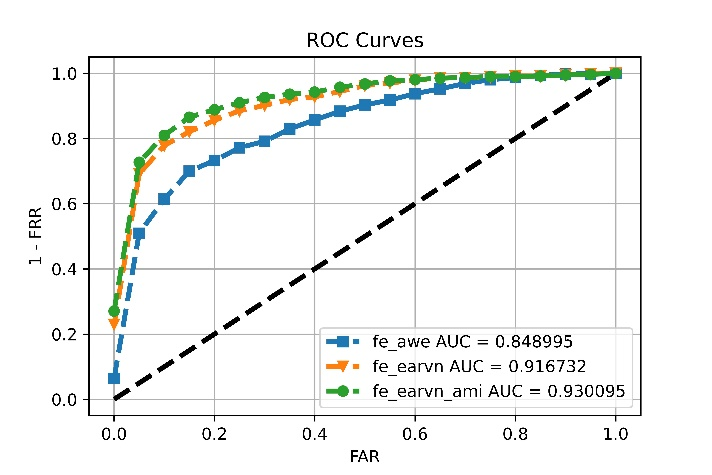 ROC Curves
1.0
0.8
0.6
0.4
0.2
0.0
1 - FRR
fe_awe AUC = 0.848995
fe_earvn AUC = 0.916732
fe_earvn_ami AUC = 0.930095
0.0 0.2 0.4 0.6 0.8 1.0
FAR